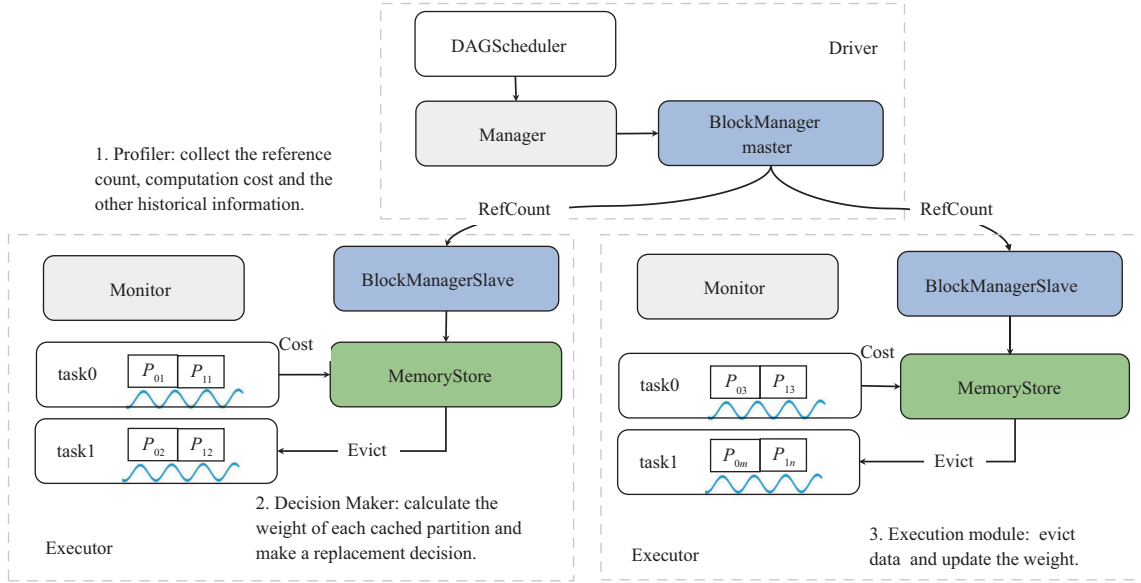 DAGScheduler
Driver
Manager
BlockManager
master
1. Profiler: collect the reference
count, computation cost and the
other historical information.
RefCount
RefCount
Monitor
BlockManagerSlave
Cost
task0
P01
P11
MemoryStore
task1
P02
P12
Evict
2. Decision Maker: calculate the
weight of each cached partition and
make a replacement decision.
Executor
Monitor
BlockManagerSlave
Cost
task0
P03
P13
MemoryStore
task1
P0m
P1n
Evict
3. Execution module: evict
data and update the weight.
Executor